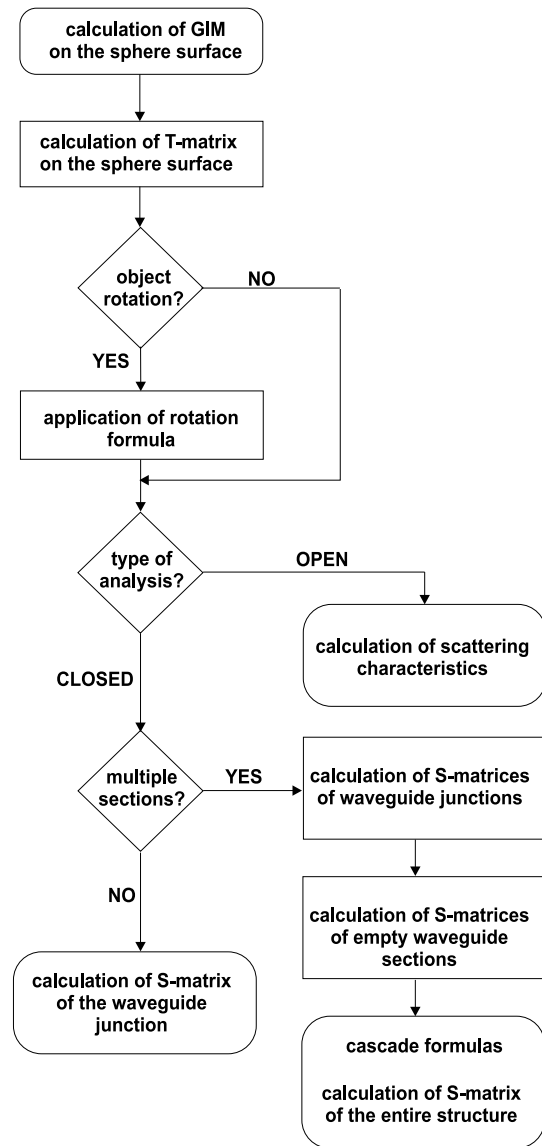 calculation of GIM
on the sphere surface
calculation of T-matrix
on the sphere surface
object
rotation?
NO
YES
application of rotation
formula
type of
analysis?
OPEN
calculation of scattering
characteristics
CLOSED
multiple
sections?
YES
calculation of S-matrices
of waveguide junctions
NO
calculation of S-matrices
of empty waveguide
sections
calculation of S-matrix
of the waveguide
junction
cascade formulas
calculation of S-matrix
of the entire structure